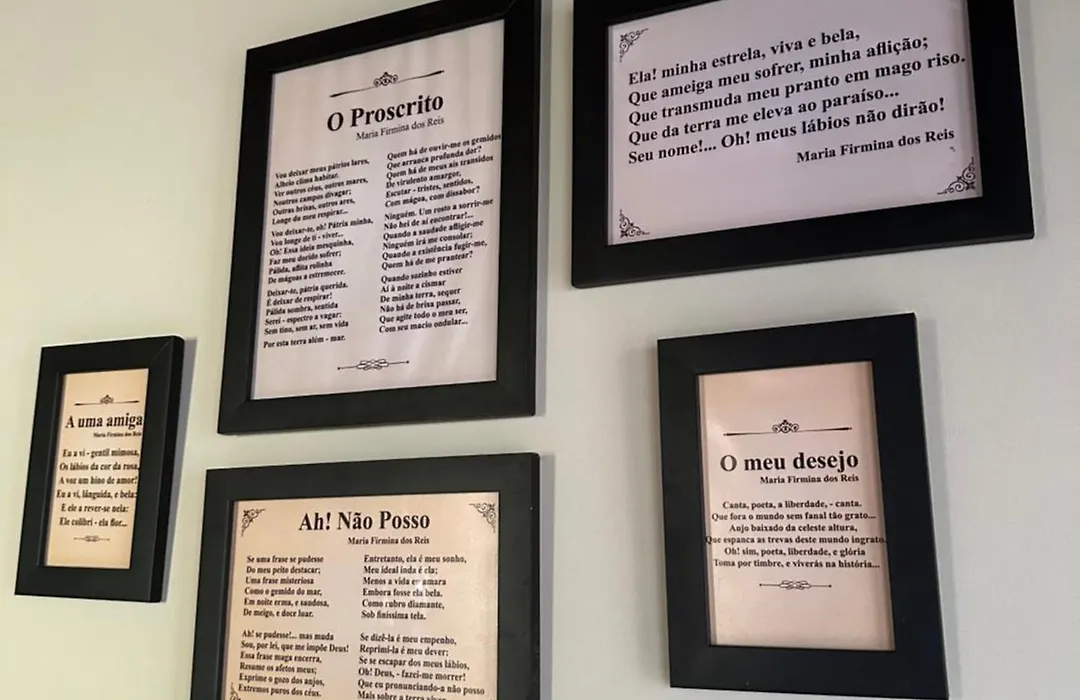 O Proscrito
Maria Firmina dos Reis
Vou deixar meus pátrios lares,
Alheio clima habitar.
Ver outros céus, outros mares,
Noutros campos divagar;
Outras brisas, outros ares,
Longe do meu respirar...
Vou deixar-te, oh! Pátria minha,
Vou longe de ti - viver...
Oh! Essa ideia mesquinha,
Faz meu docido sofrer;
Pálida, aflita rolinha
De mágoas a estremecer.
Deixar-te, pátria querida.
É deixar de respirar!
Pálida sombra, sentida
Serei - espectro a vagar:
Sem tino, sem ar, sem vida
Por esta terra além - mar.
Quem há de ouvir-me os gemidos
Que arranca profunda dor?
Quem há de meus ais transidos
De virulento amargor,
Escutar - tristes, sentidos,
Com mágoa, com dissabor?
Ninguém. Um rosto a sorrir-me
Não hei de aí encontrar!...
Quando a saudade afligir-me
Ninguém irá me consolar;
Quando a existência fugir-me,
Quem há de me prantear?
Quando sozinho estiver
Aí à noite a cismar
De minha terra, sequer
Não há de brisa passar,
Que agite todo o meu ser,
Com seu macio ondular...
Ela! minha estrela, viva e bela,
Que ameiga meu sofrer, minha aflição;
Que transmuda meu pranto em mago riso.
Que da terra me eleva ao paraíso...
Seu nome!... Oh! meus lábios não dirão!
Maria Firmina dos Reis
A uma amiga
Maria Firmina dos Reis
Eu a vi - gentil mimosa,
Os lábios da cor da rosa,
A voz um hino de amor!
Eu a vi, lânguida, e bela:
E ele a rever-se nela:
Ele colibri - ela flor...
Ah! Não Posso
Maria Firmina dos Reis
Se uma frase se pudesse
Do meu peito destacar;
Uma frase misteriosa
Como o gemido do mar,
Em noite erma, e saudosa,
De meigo, e doce luar.
Ah! se pudesse!... mas muda
Sou, por lei, que me impõe Deus!
Essa frase maga encerra,
Resume os afetos meus;
Exprime o gozo dos anjos,
Extremos puros dos céus.
Entretanto, ela é meu sonho,
Meu ideal inda é ela;
Menos a vida eu amara
Embora fosse ela bela.
Como rubro diamante,
Sob finíssima tela.
Se dizê-la é meu empenho,
Reprimi-la é meu dever:
Se se escapar dos meus lábios,
Oh! Deus, - fazei-me morrer!
Que eu pronunciando-a não posso
Mais sobre a terra viver.
O meu desejo
Maria Firmina dos Reis
Canta, poeta, a liberdade, - canta.
Que fora o mundo sem fanal tão grato...
Anjo baixado da celeste altura,
Que espanca as trevas deste mundo ingrato.
Oh! sim, poeta, liberdade, e glória
Toma por timbre, e viverás na história...